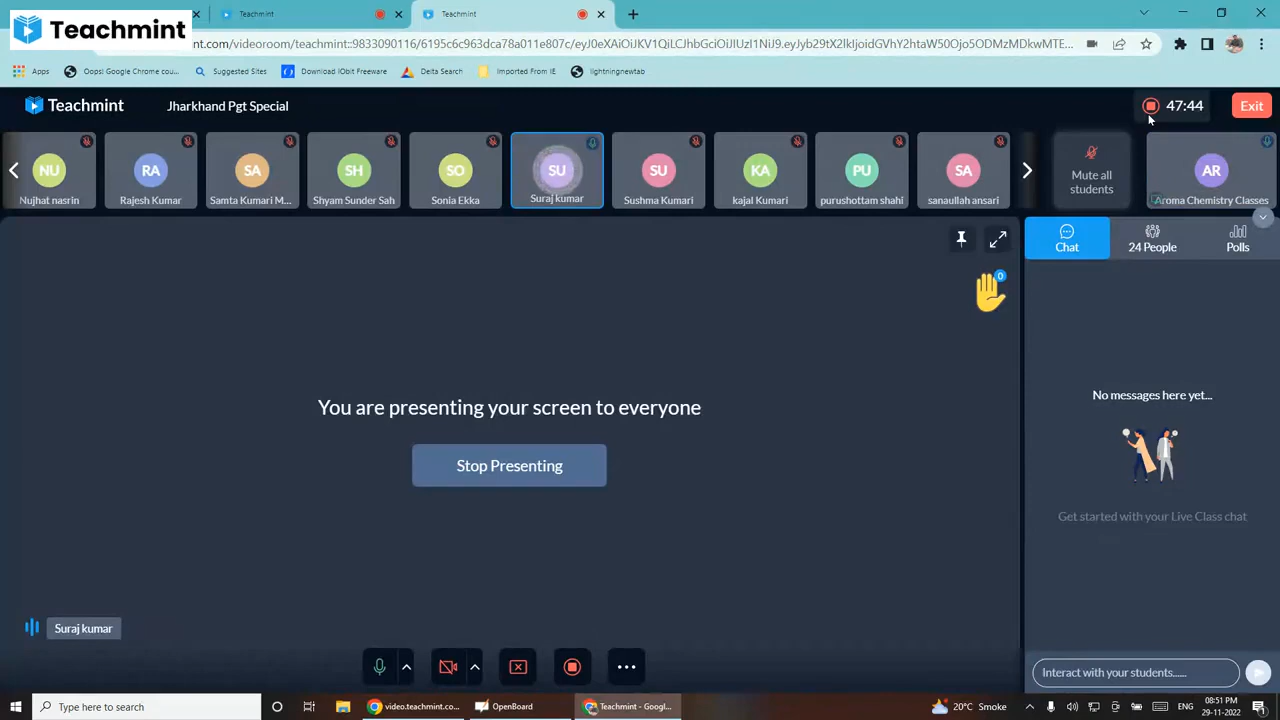 Teachmint
Teachmint
Teachmint
nt.com/videoroom/teachmint::9833090116/6195c6c963dca78a011e807c/eyJ0eXAiOiJKV1QiLCJhbGciOiJIUzI1NiJ9.eyJyb29tX2lkIjoidGVhY2htaW50Ojo5ODMzMDkwMTE...
Apps
Oops! Google Chrome cou...
Suggested Sites
Download IObit Freeware
Delta Search
Imported From IE
lightningnewtab
Teachmint
Jharkhand Pgt Special
47:44
Exit
NU
RA
SA
SH
SO
SU
SU
KA
PU
SA
AR
Nujhat nasrin
Rajesh Kumar
Samta Kumari M...
Shyam Sunder Sah
Sonia Ekka
Suraj kumar
Sushma Kumari
kajal Kumari
purushottam shahi
sanaullah ansari
Mute all
students
Aroma Chemistry Classes
Chat
24 People
Polls
0
You are presenting your screen to everyone
Stop Presenting
No messages here yet...
Get started with your Live Class chat
Suraj kumar
Interact with your students......
Type here to search
video.teachmint.co...
OpenBoard
Teachmint - Googl...
20°C Smoke
ENG
08:51 PM
29-11-2022